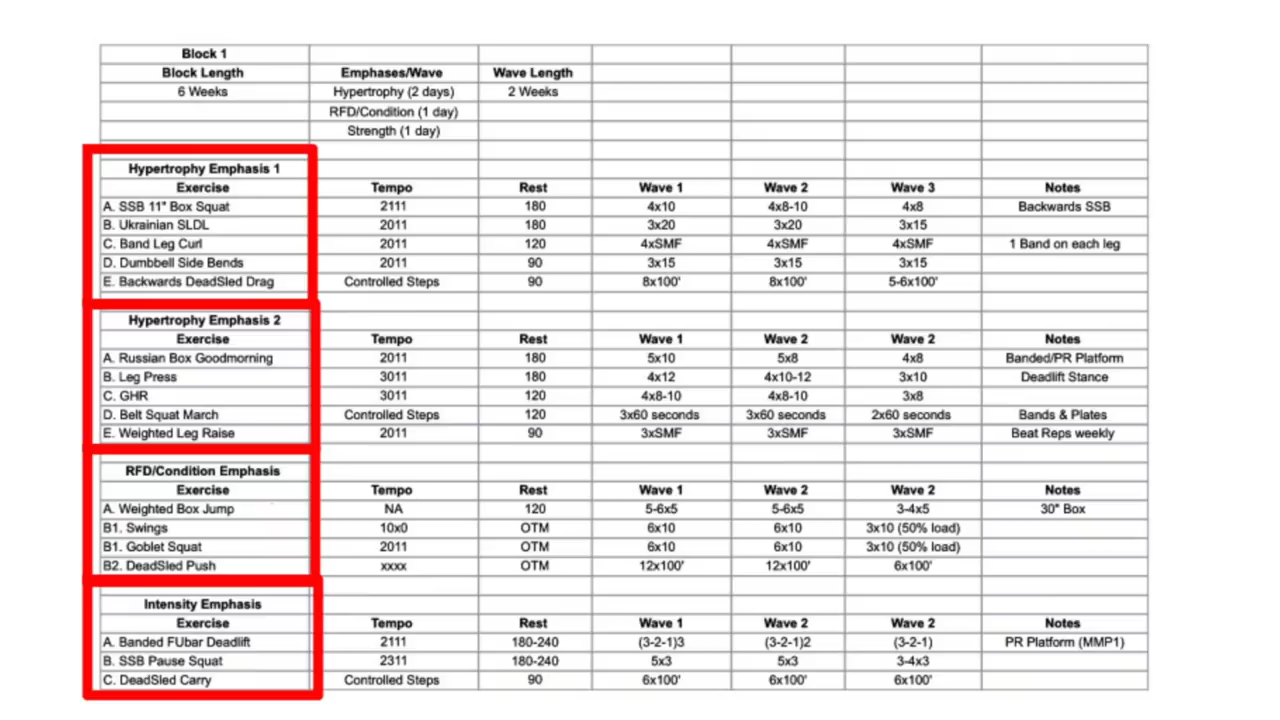 Block 1
Block Length Emphases/Wave Wave Length
6 Weeks Hypertrophy (2 days) 2 Weeks
RFD/Condition (1 day)
Strength (1 day)
Hypertrophy Emphasis 1
Exercise Tempo Rest Wave 1 Wave 2 Wave 3 Notes
A. SSB 11" Box Squat 2111 180 4x10 4x8-10 4x8 Backwards SSB
B. Ukrainian SLDL 2011 180 3x20 3x20 3x15
C. Band Leg Curl 2011 120 4xSMF 4xSMF 4xSMF 1 Band on each leg
D. Dumbbell Side Bends 2011 90 3x15 3x15 3x15
E. Backwards DeadSled Drag Controlled Steps 90 8x100' 8x100' 5-6x100'
Hypertrophy Emphasis 2
Exercise Tempo Rest Wave 1 Wave 2 Wave 2 Notes
A. Russian Box Goodmorning 2011 180 5x10 5x8 4x8 Banded/PR Platform
B. Leg Press 3011 180 4x12 4x10-12 3x10 Deadlift Stance
C. GHR 3011 120 4x8-10 4x8-10 3x8
D. Belt Squat March Controlled Steps 120 3x60 seconds 3x60 seconds 2x60 seconds Bands & Plates
E. Weighted Leg Raise 2011 90 3xSMF 3xSMF 3xSMF Beat Reps weekly
RFD/Condition Emphasis
Exercise Tempo Rest Wave 1 Wave 2 Wave 2 Notes
A. Weighted Box Jump NA 120 5-6x5 5-6x5 3-4x5 30" Box
B1. Swings 10x0 OTM 6x10 6x10 3x10 (50% load)
B1. Goblet Squat 2011 OTM 6x10 6x10 3x10 (50% load)
B2. DeadSled Push xxxx OTM 12x100' 12x100' 6x100'
Intensity Emphasis
Exercise Tempo Rest Wave 1 Wave 2 Wave 2 Notes
A. Banded FUbar Deadlift 2111 180-240 (3-2-1)3 (3-2-1)2 (3-2-1) PR Platform (MMP1)
B. SSB Pause Squat 2311 180-240 5x3 5x3 3-4x3
C. DeadSled Carry Controlled Steps 90 6x100' 6x100' 6x100'